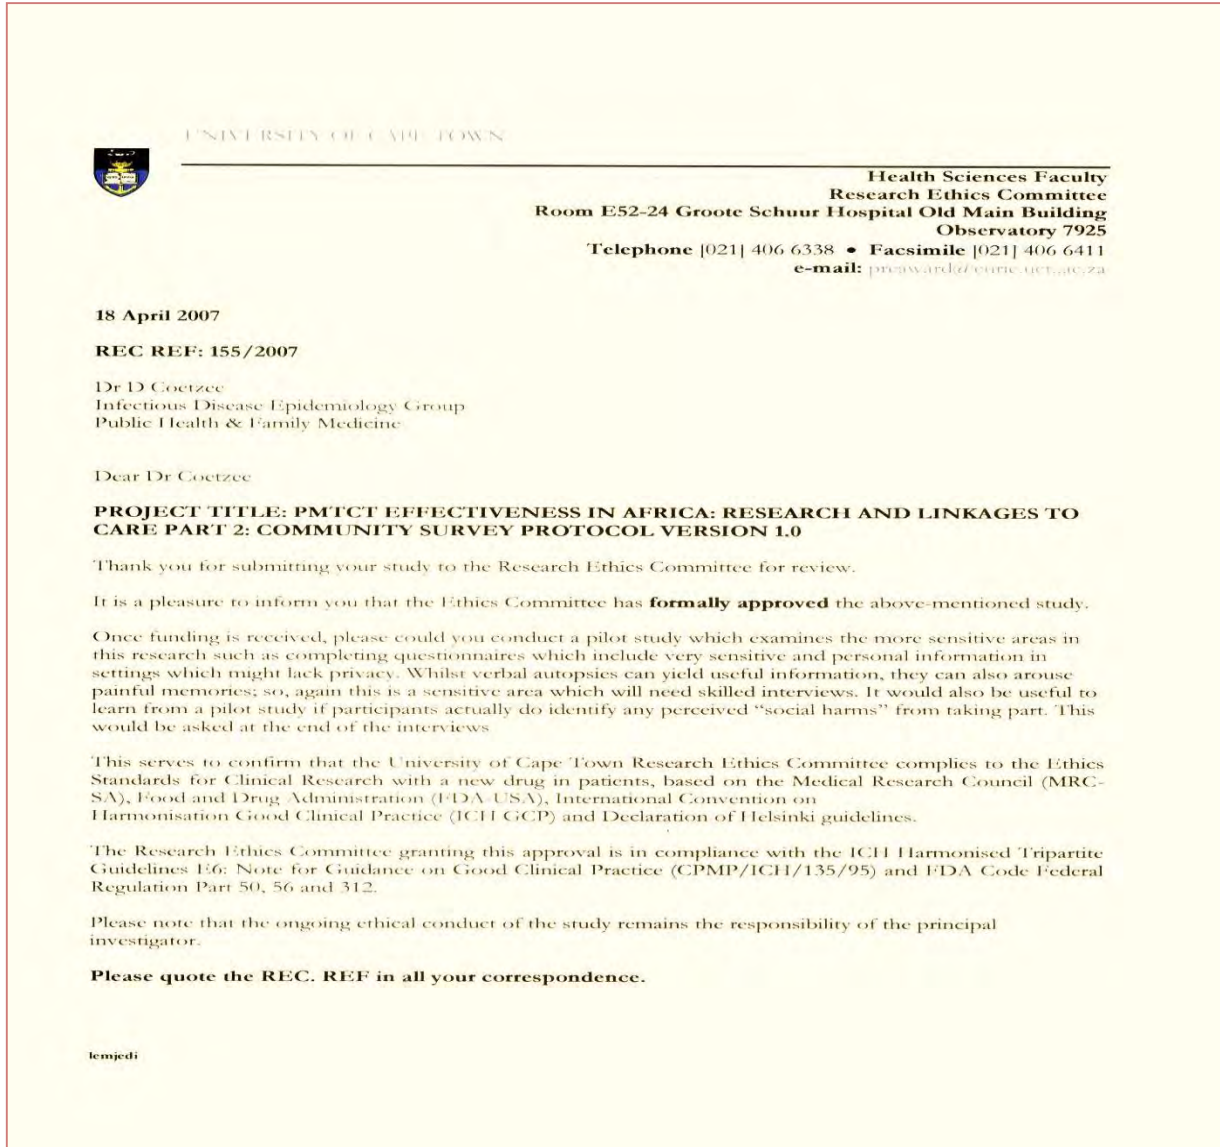 UNIVERSITY OF CAPE TOWN
Health Sciences Faculty
Research Ethics Committee
Room E52-24 Groote Schuur Hospital Old Main Building
Observatory 7925
Telephone [021] 406 6338 • Facsimile [021] 406 6411
e-mail: preaward@curie.uct.ac.za
18 April 2007
REC REF: 155/2007
Dr D Coetzee
Infectious Disease Epidemiology Group
Public Health & Family Medicine
Dear Dr Coetzee
PROJECT TITLE: PMTCT EFFECTIVENESS IN AFRICA: RESEARCH AND LINKAGES TO
CARE PART 2: COMMUNITY SURVEY PROTOCOL VERSION 1.0
Thank you for submitting your study to the Research Ethics Committee for review.
It is a pleasure to inform you that the Ethics Committee has formally approved the above-mentioned study.
Once funding is received, please could you conduct a pilot study which examines the more sensitive areas in
this research such as completing questionnaires which include very sensitive and personal information in
settings which might lack privacy. Whilst verbal autopsies can yield useful information, they can also arouse
painful memories; so, again this is a sensitive area which will need skilled interviews. It would also be useful to
learn from a pilot study if participants actually do identify any perceived “social harms” from taking part. This
would be asked at the end of the interviews
This serves to confirm that the University of Cape Town Research Ethics Committee complies to the Ethics
Standards for Clinical Research with a new drug in patients, based on the Medical Research Council (MRC-
SA), Food and Drug Administration (FDA-USA), International Convention on
Harmonisation Good Clinical Practice (ICH GCP) and Declaration of Helsinki guidelines.
The Research Ethics Committee granting this approval is in compliance with the ICH Harmonised Tripartite
Guidelines E6: Note for Guidance on Good Clinical Practice (CPMP/ICH/135/95) and FDA Code Federal
Regulation Part 50, 56 and 312.
Please note that the ongoing ethical conduct of the study remains the responsibility of the principal
investigator.
Please quote the REC. REF in all your correspondence.
lemjedi